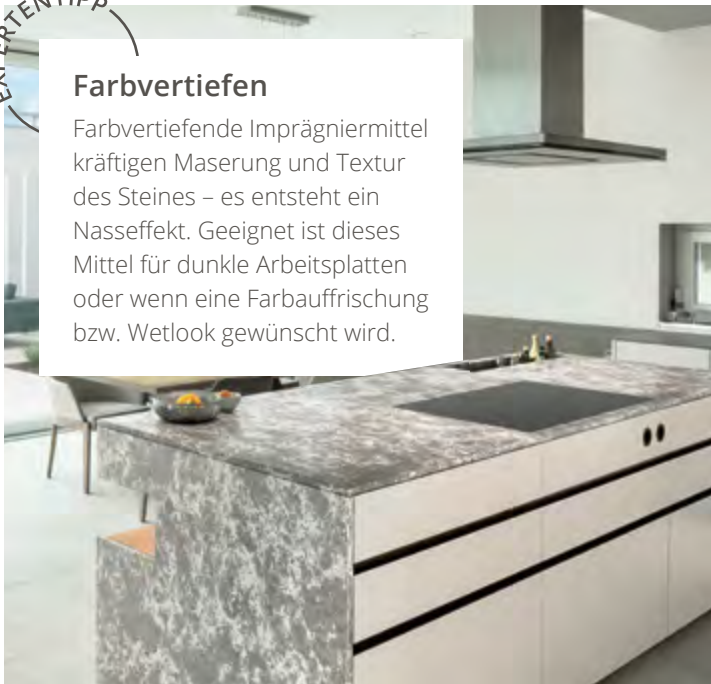 EXPERTENTIPP
Farbvertiefen
Farbvertiefende Imprägniermittel
kräftigen Maserung und Textur
des Steines – es entsteht ein
Nasseffekt. Geeignet ist dieses
Mittel für dunkle Arbeitsplatten
oder wenn eine Farbauffrischung
bzw. Wetlook gewünscht wird.